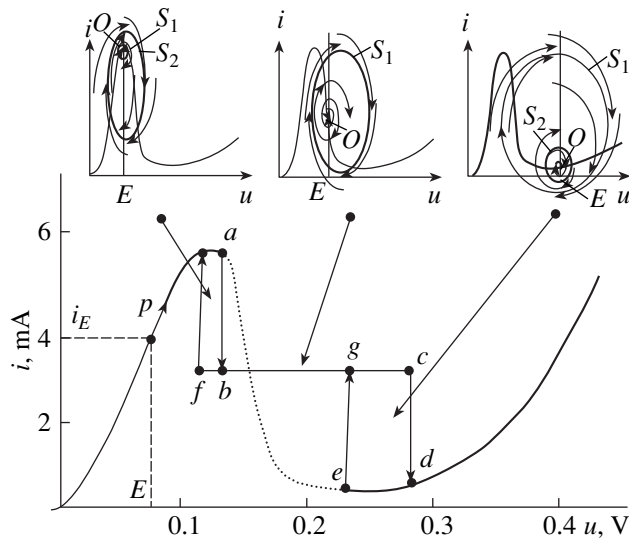 i O S₁
S₂
E u
i
S₁
O
E u
i
S₁
S₂ O
E u
6
a
p
i_E
i, mA
4
f b g c
2
e d
E
0.1 0.2 0.3 0.4 u, V